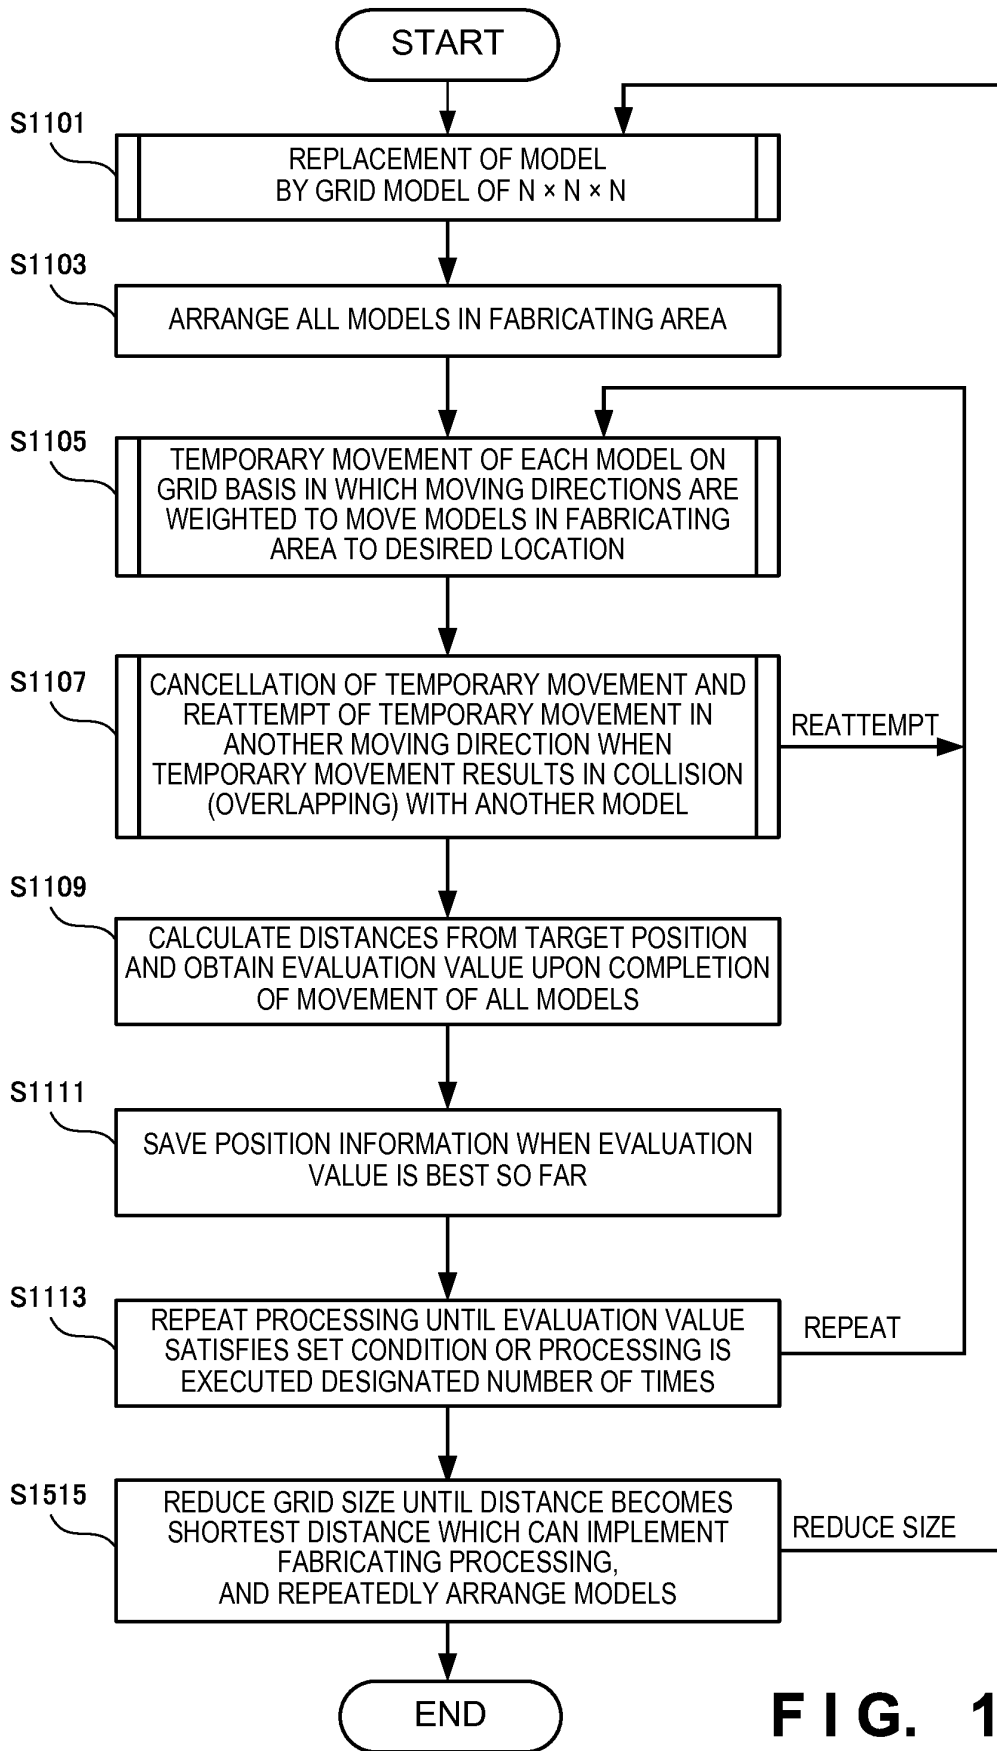 START
S1101
REPLACEMENT OF MODEL
BY GRID MODEL OF N × N × N
S1103
ARRANGE ALL MODELS IN FABRICATING AREA
S1105
TEMPORARY MOVEMENT OF EACH MODEL ON
GRID BASIS IN WHICH MOVING DIRECTIONS ARE
WEIGHTED TO MOVE MODELS IN FABRICATING
AREA TO DESIRED LOCATION
S1107
CANCELLATION OF TEMPORARY MOVEMENT AND
REATTEMPT OF TEMPORARY MOVEMENT IN
ANOTHER MOVING DIRECTION WHEN
TEMPORARY MOVEMENT RESULTS IN COLLISION
(OVERLAPPING) WITH ANOTHER MODEL
REATTEMPT
S1109
CALCULATE DISTANCES FROM TARGET POSITION
AND OBTAIN EVALUATION VALUE UPON COMPLETION
OF MOVEMENT OF ALL MODELS
S1111
SAVE POSITION INFORMATION WHEN EVALUATION
VALUE IS BEST SO FAR
S1113
REPEAT PROCESSING UNTIL EVALUATION VALUE
SATISFIES SET CONDITION OR PROCESSING IS
EXECUTED DESIGNATED NUMBER OF TIMES
REPEAT
S1515
REDUCE GRID SIZE UNTIL DISTANCE BECOMES
SHORTEST DISTANCE WHICH CAN IMPLEMENT
FABRICATING PROCESSING,
AND REPEATEDLY ARRANGE MODELS
REDUCE SIZE
END
FIG. 1